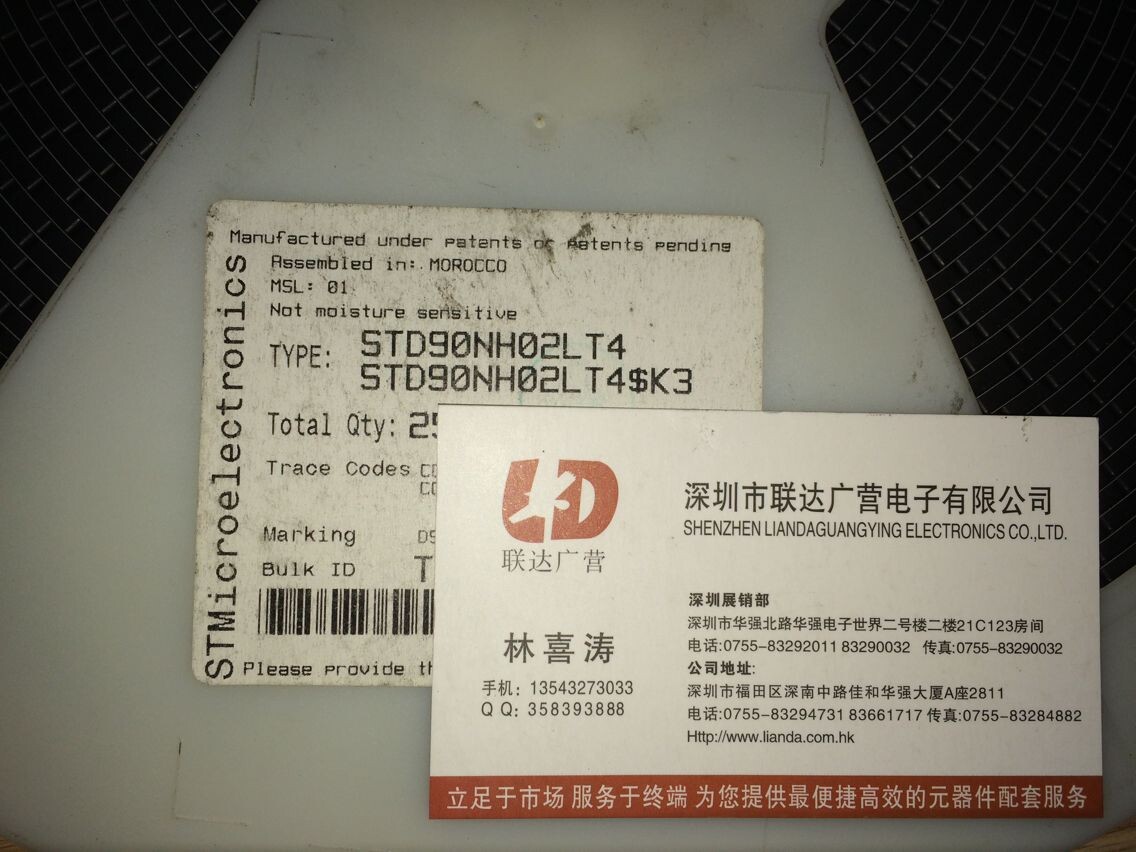 Manufactured under patents or patents pending
Assembled in: MOROCCO
MSL: 01
Not moisture sensitive
TYPE: STD90NH02LT4
STD90NH02LT4$K3
Total Qty: 25
Trace Codes
Marking
Bulk ID T
Please provide
STMicroelectronics
联达广营
深圳市联达广营电子有限公司
SHENZHEN LIANDAGUANGYING ELECTRONICS CO.,LTD.
林喜涛
手机: 13543273033
Q Q: 358393888
深圳展销部
深圳市华强北路华强电子世界二号楼二楼21C123房间
电话:0755-83292011 83290032 传真:0755-83290032
公司地址:
深圳市福田区深南中路佳和华强大厦A座2811
电话:0755-83294731 83661717 传真:0755-83284882
Http://www.lianda.com.hk
立足于市场 服务于终端 为您提供最便捷高效的元器件配套服务